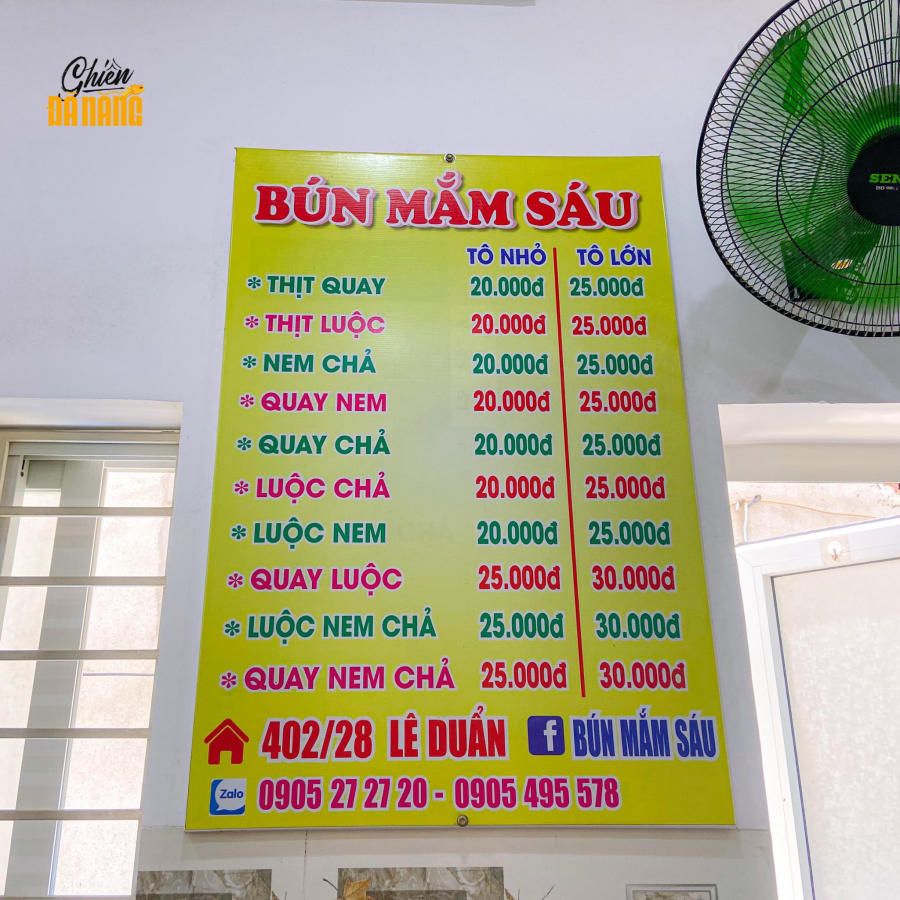 Ghiền
ĐÀ NẴNG
BÚN MẮM SÁU
TÔ NHỎ TÔ LỚN
* THỊT QUAY 20.000đ 25.000đ
* THỊT LUỘC 20.000đ 25.000đ
* NEM CHẢ 20.000đ 25.000đ
* QUAY NEM 20.000đ 25.000đ
* QUAY CHẢ 20.000đ 25.000đ
* LUỘC CHẢ 20.000đ 25.000đ
* LUỘC NEM 20.000đ 25.000đ
* QUAY LUỘC 25.000đ 30.000đ
* LUỘC NEM CHẢ 25.000đ 30.000đ
* QUAY NEM CHẢ 25.000đ 30.000đ
402/28 LÊ DUẨN f BÚN MẮM SÁU
Zalo 0905 27 27 20 - 0905 495 578